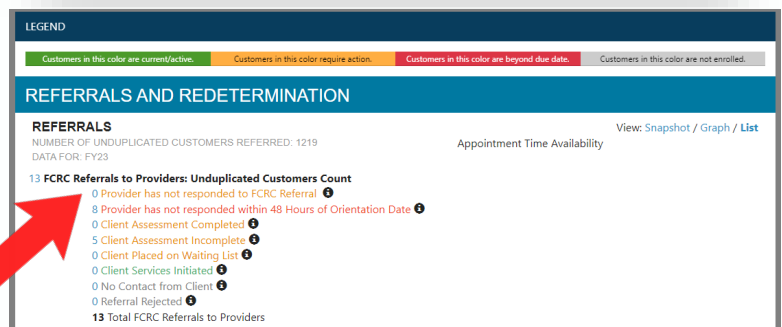 LEGEND
Customers in this color are current/active. Customers in this color require action. Customers in this color are beyond due date. Customers in this color are not enrolled.
REFERRALS AND REDETERMINATION
REFERRALS
View: Snapshot / Graph / List
NUMBER OF UNDUPLICATED CUSTOMERS REFERRED: 1219
Appointment Time Availability
DATA FOR: FY23
13 FCRC Referrals to Providers: Unduplicated Customers Count
0 Provider has not responded to FCRC Referral
8 Provider has not responded within 48 Hours of Orientation Date
0 Client Assessment Completed
5 Client Assessment Incomplete
0 Client Placed on Waiting List
0 Client Services Initiated
0 No Contact from Client
0 Referral Rejected
13 Total FCRC Referrals to Providers